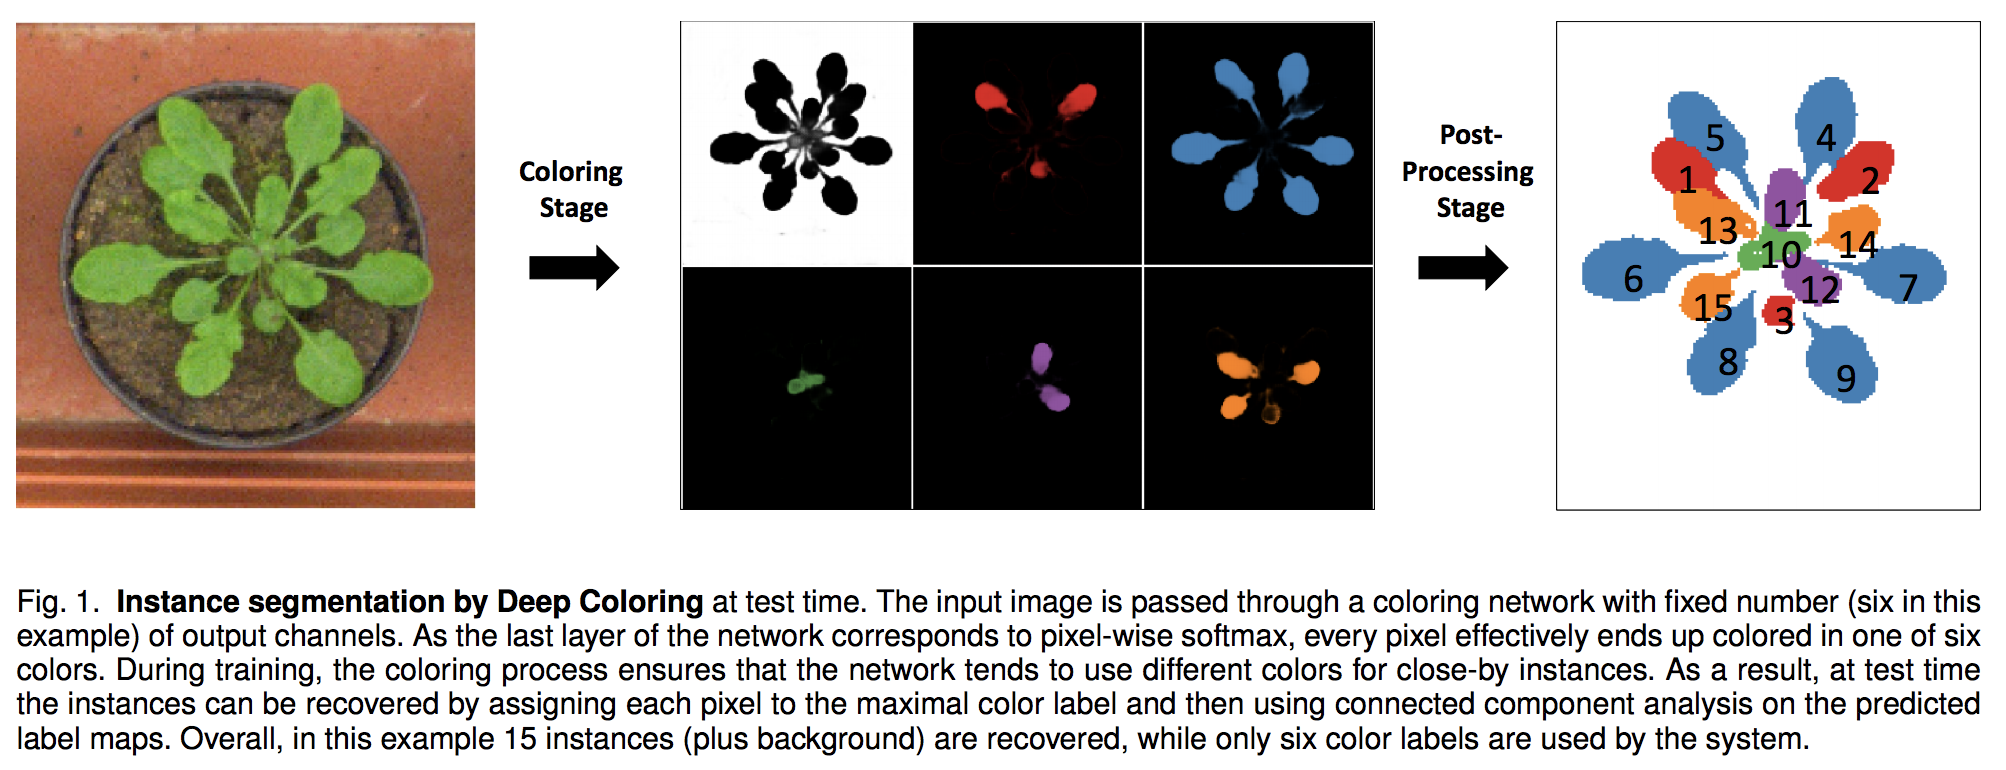 Coloring
Stage
Post-
Processing
Stage
5
4
1
2
11
13
14
10
6
7
12
15
3
8
9
Fig. 1. Instance segmentation by Deep Coloring at test time. The input image is passed through a coloring network with fixed number (six in this
example) of output channels. As the last layer of the network corresponds to pixel-wise softmax, every pixel effectively ends up colored in one of six
colors. During training, the coloring process ensures that the network tends to use different colors for close-by instances. As a result, at test time
the instances can be recovered by assigning each pixel to the maximal color label and then using connected component analysis on the predicted
label maps. Overall, in this example 15 instances (plus background) are recovered, while only six color labels are used by the system.